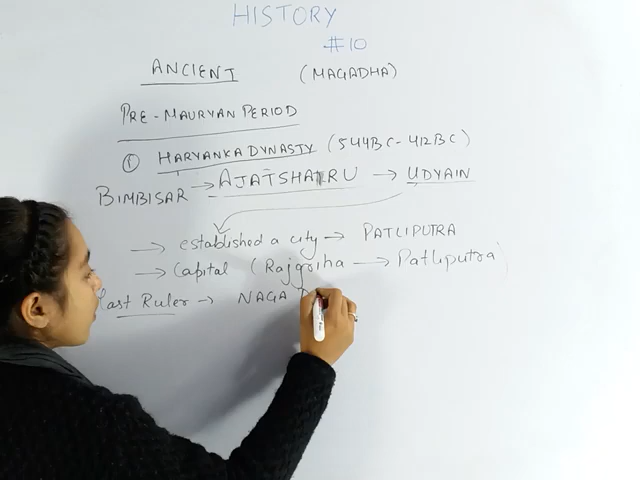 HISTORY
#10
ANCIENT (MAGADHA)
PRE-MAURYAN PERIOD
① HARYANKA DYNASTY (544BC-412BC)
BIMBISAR → AJATSHATRU → UDYAIN
→ established a city → PATLIPUTRA
→ Capital (Rajgriha → Patliputra)
Last Ruler → NAGA